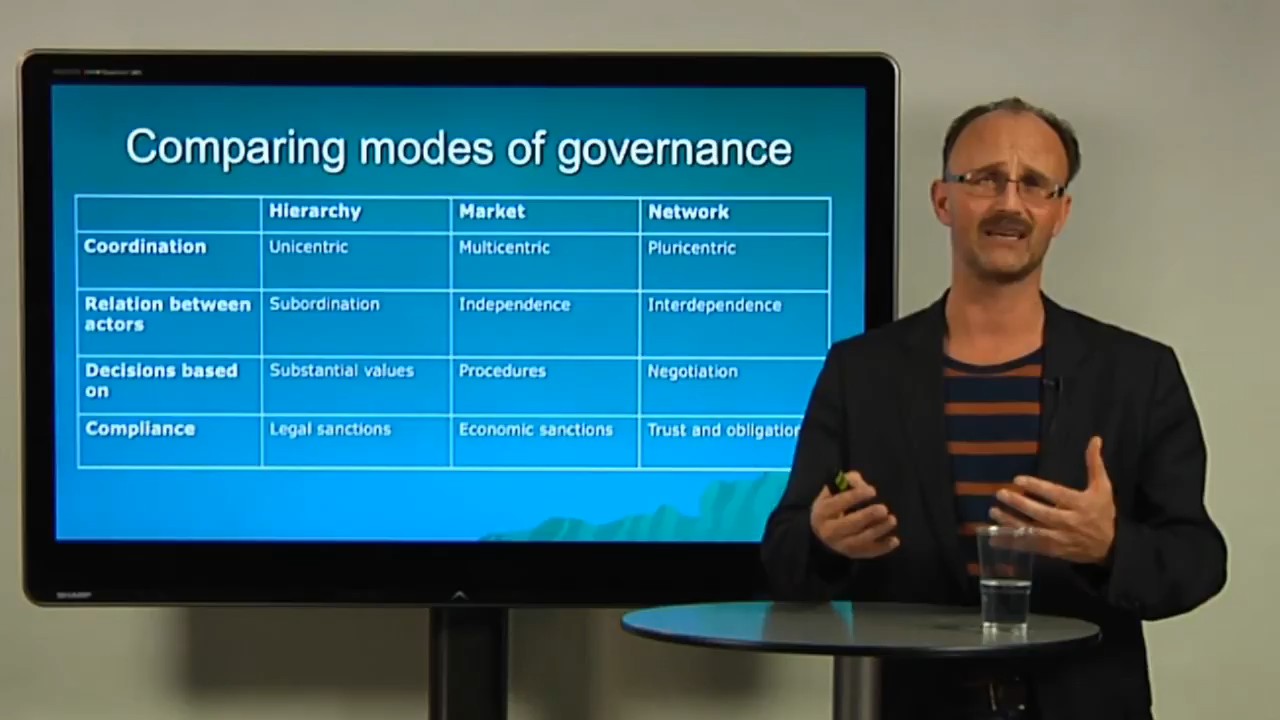 Comparing modes of governance
Hierarchy Market Network
Coordination Unicentric Multicentric Pluricentric
Relation between actors Subordination Independence Interdependence
Decisions based on Substantial values Procedures Negotiation
Compliance Legal sanctions Economic sanctions Trust and obligation
SHARP